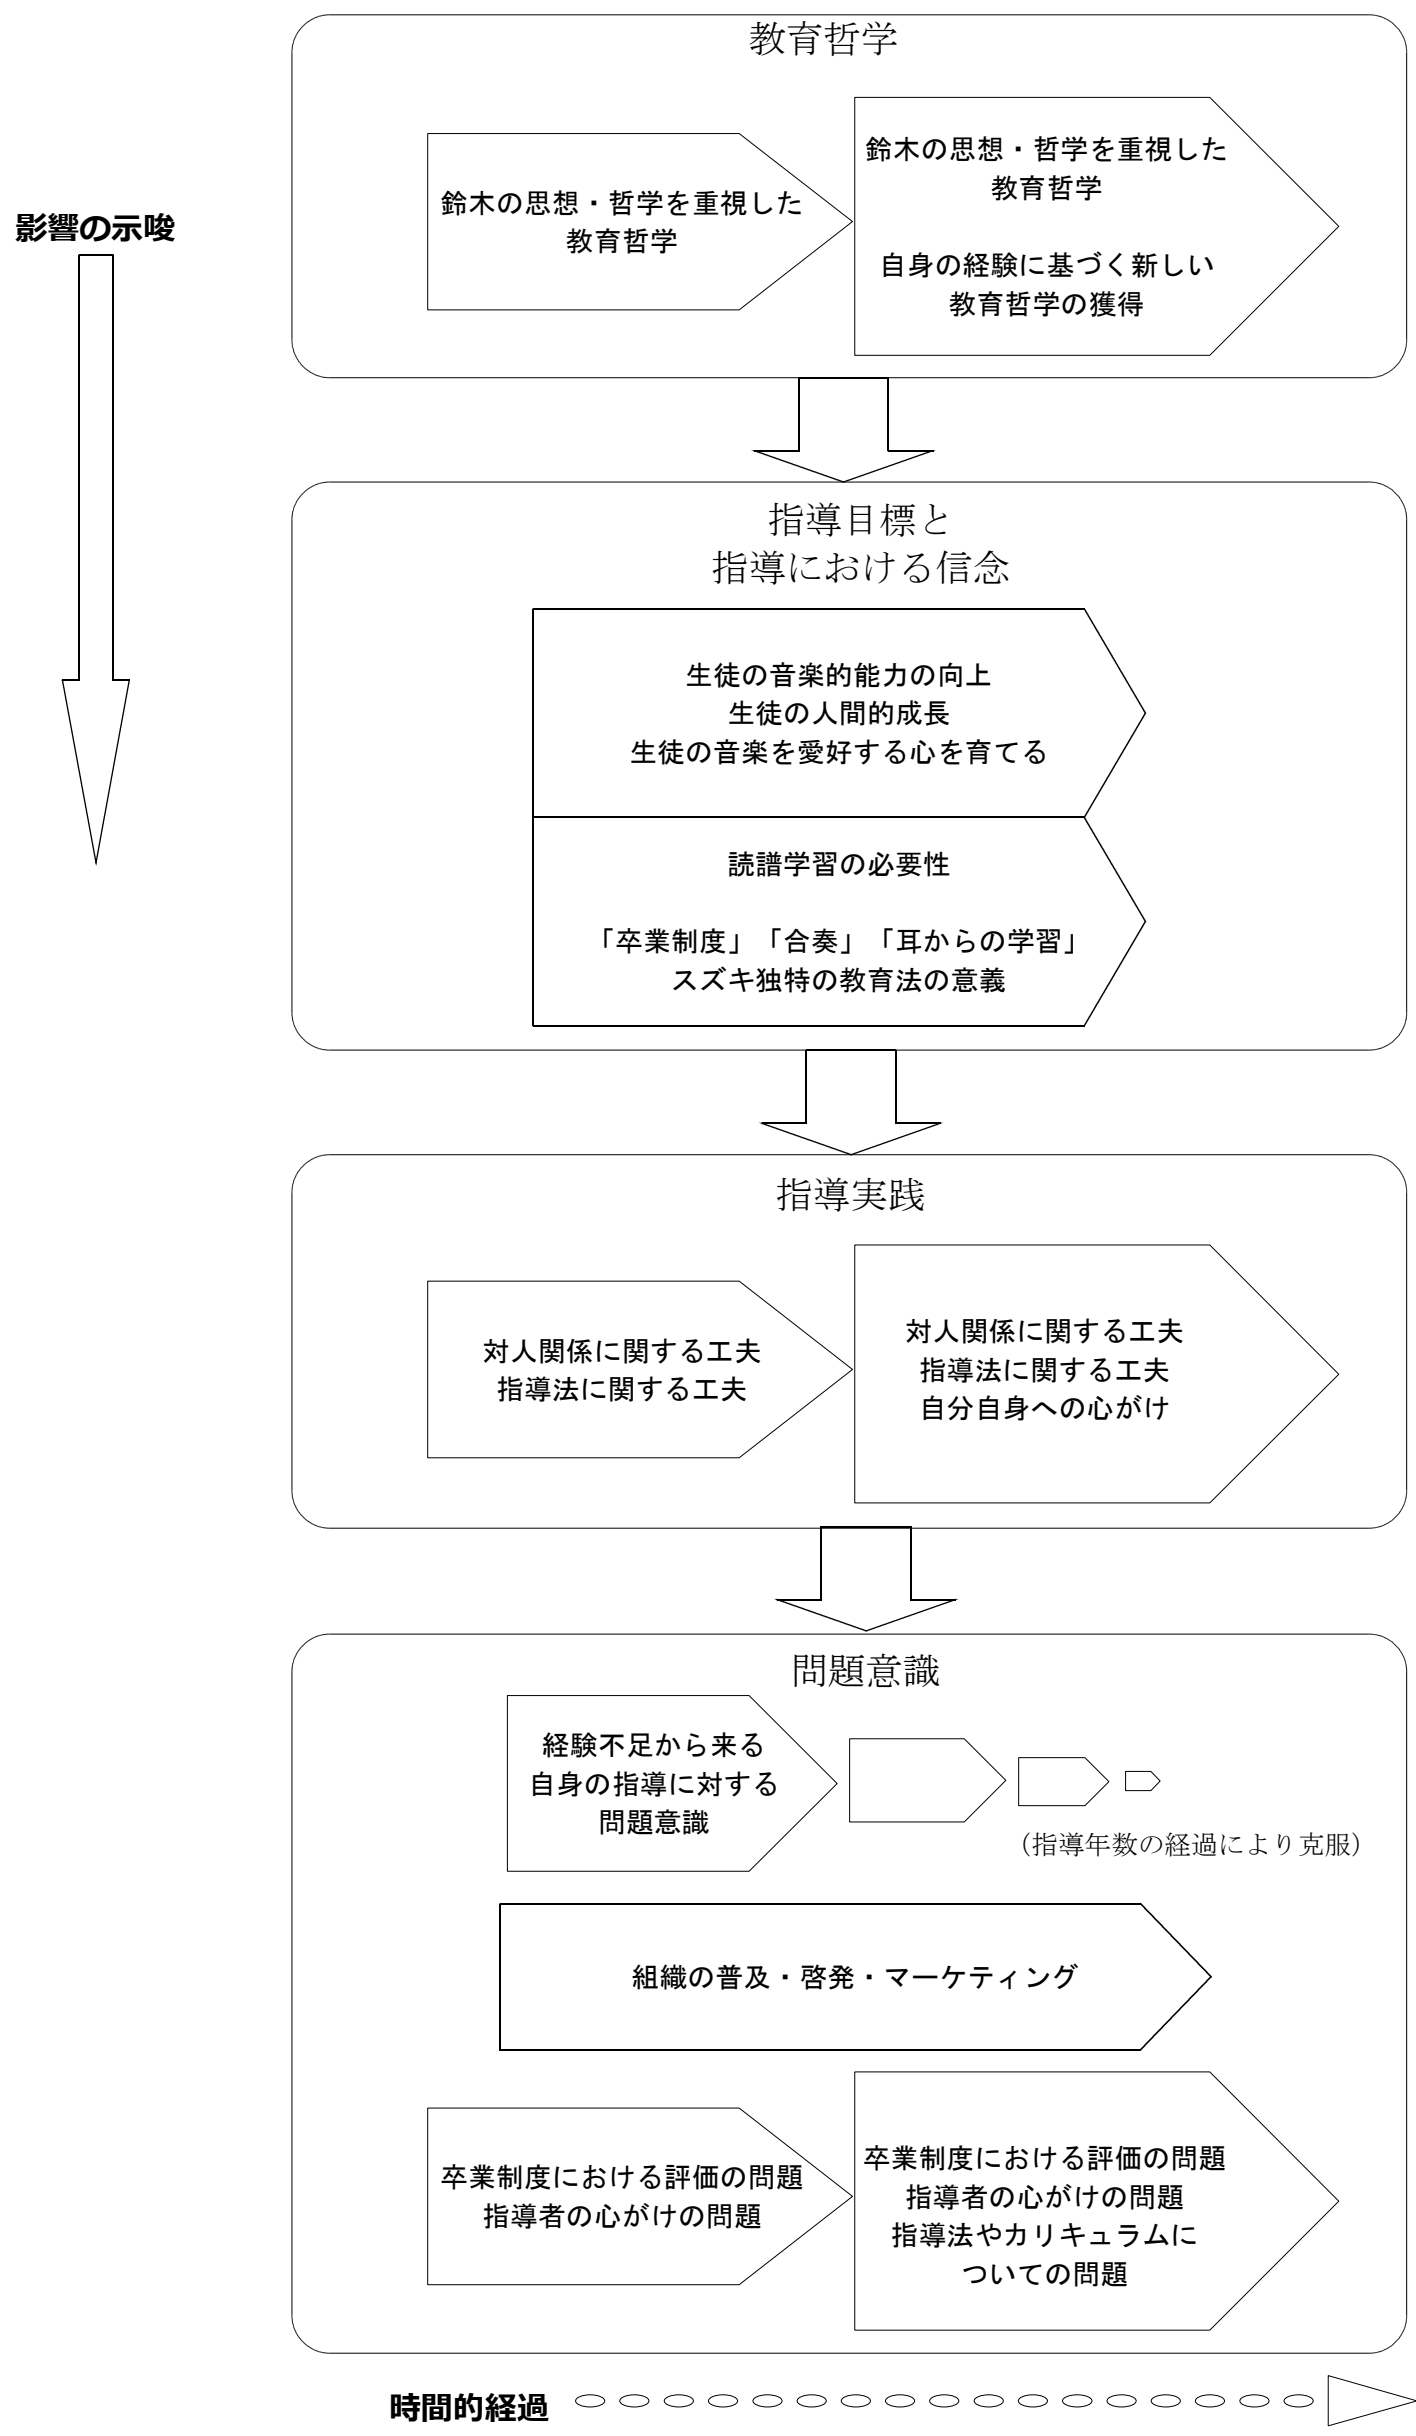 教育哲学
鈴木の思想・哲学を重視した
教育哲学
鈴木の思想・哲学を重視した
教育哲学
自身の経験に基づく新しい
教育哲学の獲得
影響の示唆
指導目標と
指導における信念
生徒の音楽的能力の向上
生徒の人間的成長
生徒の音楽を愛好する心を育てる
読譜学習の必要性
「卒業制度」「合奏」「耳からの学習」
スズキ独特の教育法の意義
指導実践
対人関係に関する工夫
指導法に関する工夫
対人関係に関する工夫
指導法に関する工夫
自分自身への心がけ
問題意識
経験不足から来る
自身の指導に対する
問題意識
（指導年数の経過により克服）
組織の普及・啓発・マーケティング
卒業制度における評価の問題
指導者の心がけの問題
卒業制度における評価の問題
指導者の心がけの問題
指導法やカリキュラムに
ついての問題
時間的経過